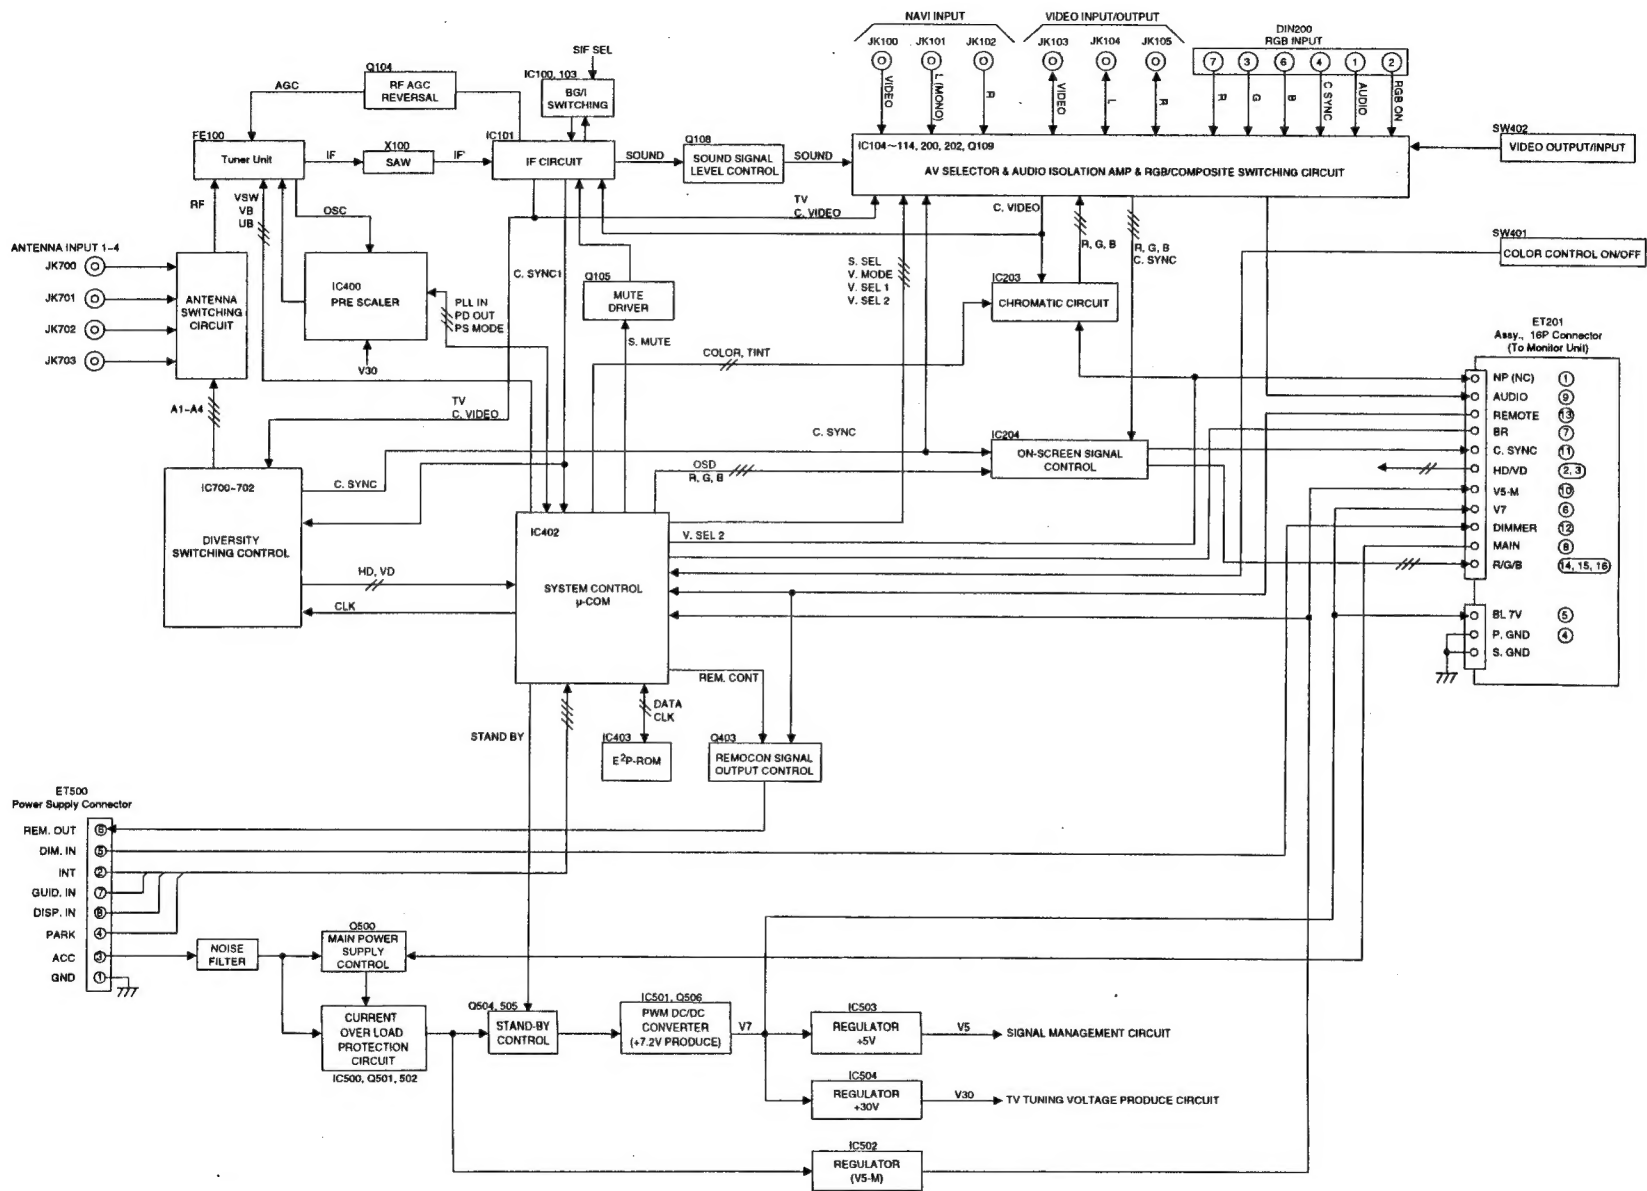 NAVI INPUT
VIDEO INPUT/OUTPUT
DIN200
RGB INPUT
JK100
JK101
JK102
JK103
JK104
JK105
7
3
6
4
1
2
VIDEO
L (MONO)
R
VIDEO
L
R
R
G
B
C SYNC
AUDIO
RGB ON
SIF SEL
Q104
RF AGC
REVERSAL
AGC
IC100, 103
BG/I
SWITCHING
FE100
Tuner Unit
IF
X100
SAW
IF
IC101
IF CIRCUIT
SOUND
Q108
SOUND SIGNAL
LEVEL CONTROL
SOUND
IC104~114, 200, 202, Q109
AV SELECTOR & AUDIO ISOLATION AMP & RGB/COMPOSITE SWITCHING CIRCUIT
SW402
VIDEO OUTPUT/INPUT
RF
VSW
VB
UB
OSC
TV
C. VIDEO
C. VIDEO
R, G, B
R, G, B
C. SYNC
SW401
COLOR CONTROL ON/OFF
ANTENNA INPUT 1-4
JK700
JK701
JK702
JK703
ANTENNA
SWITCHING
CIRCUIT
IC400
PRE SCALER
PLL IN
PD OUT
PS MODE
V30
C. SYNC1
Q105
MUTE
DRIVER
S. MUTE
S. SEL
V. MODE
V. SEL 1
V. SEL 2
IC203
CHROMATIC CIRCUIT
COLOR, TINT
A1-A4
TV
C. VIDEO
C. SYNC
IC204
ON-SCREEN SIGNAL
CONTROL
OSD
R, G, B
ET201
Assy., 16P Connector
(To Monitor Unit)
NP (NC) 1
AUDIO 9
REMOTE 13
BR 7
C. SYNC 11
HD/VD 2, 3
V5-M 10
V7 6
DIMMER 12
MAIN 8
R/G/B 14, 15, 16
BL 7V 5
P. GND 4
S. GND
IC700-702
C. SYNC
DIVERSITY
SWITCHING CONTROL
HD, VD
CLK
IC402
V. SEL 2
SYSTEM CONTROL
μ-COM
REM. CONT
DATA
CLK
STAND BY
IC403
E²P-ROM
Q403
REMOCON SIGNAL
OUTPUT CONTROL
ET500
Power Supply Connector
REM. OUT 6
DIM. IN 5
INT 2
GUID. IN 7
DISP. IN 8
PARK 4
ACC 3
GND 1
NOISE
FILTER
Q500
MAIN POWER
SUPPLY
CONTROL
CURRENT
OVER LOAD
PROTECTION
CIRCUIT
IC500, Q501, 502
Q504, 505
STAND-BY
CONTROL
IC501, Q506
PWM DC/DC
CONVERTER
(+7.2V PRODUCE)
V7
IC503
REGULATOR
+5V
V5
SIGNAL MANAGEMENT CIRCUIT
IC504
REGULATOR
+30V
V30
TV TUNING VOLTAGE PRODUCE CIRCUIT
IC502
REGULATOR
(V5-M)